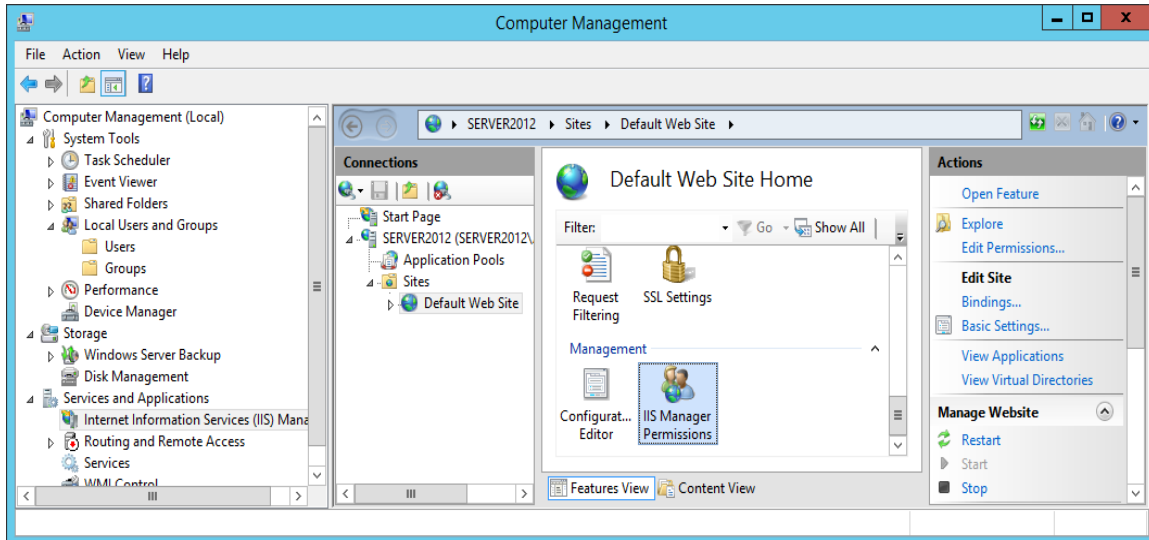 Computer Management
File Action View Help
Computer Management (Local)
System Tools
Task Scheduler
Event Viewer
Shared Folders
Local Users and Groups
Users
Groups
Performance
Device Manager
Storage
Windows Server Backup
Disk Management
Services and Applications
Internet Information Services (IIS) Mana
Routing and Remote Access
Services
WMI Control
SERVER2012 Sites Default Web Site
Connections
Start Page
SERVER2012 (SERVER2012\
Application Pools
Sites
Default Web Site
Default Web Site Home
Filter: Go Show All
Request
Filtering
SSL Settings
Management
Configurat...
Editor
IIS Manager
Permissions
Features View Content View
Actions
Open Feature
Explore
Edit Permissions...
Edit Site
Bindings...
Basic Settings...
View Applications
View Virtual Directories
Manage Website
Restart
Start
Stop